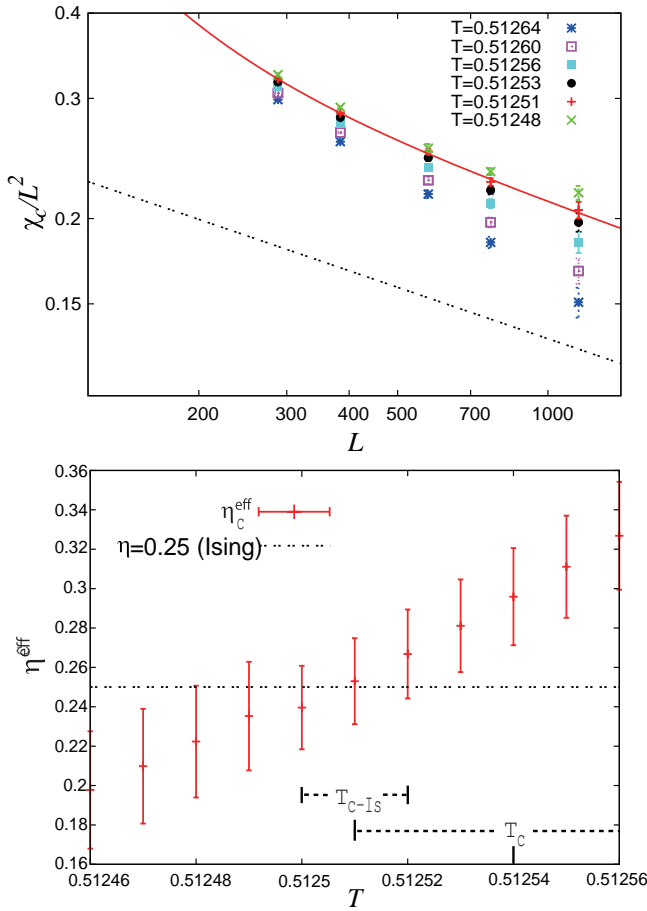 T=0.51264
T=0.51260
T=0.51256
T=0.51253
T=0.51251
T=0.51248
0.3
0.2
0.15
χc/L²
200 300 400 500 700 1000
L
0.36
0.34
0.32
0.3
0.28
0.26
0.24
0.22
0.2
0.18
0.16
ηeff
ηCeff
η=0.25 (Ising)
TC-Is
TC
0.51246 0.51248 0.5125 0.51252 0.51254 0.51256
T